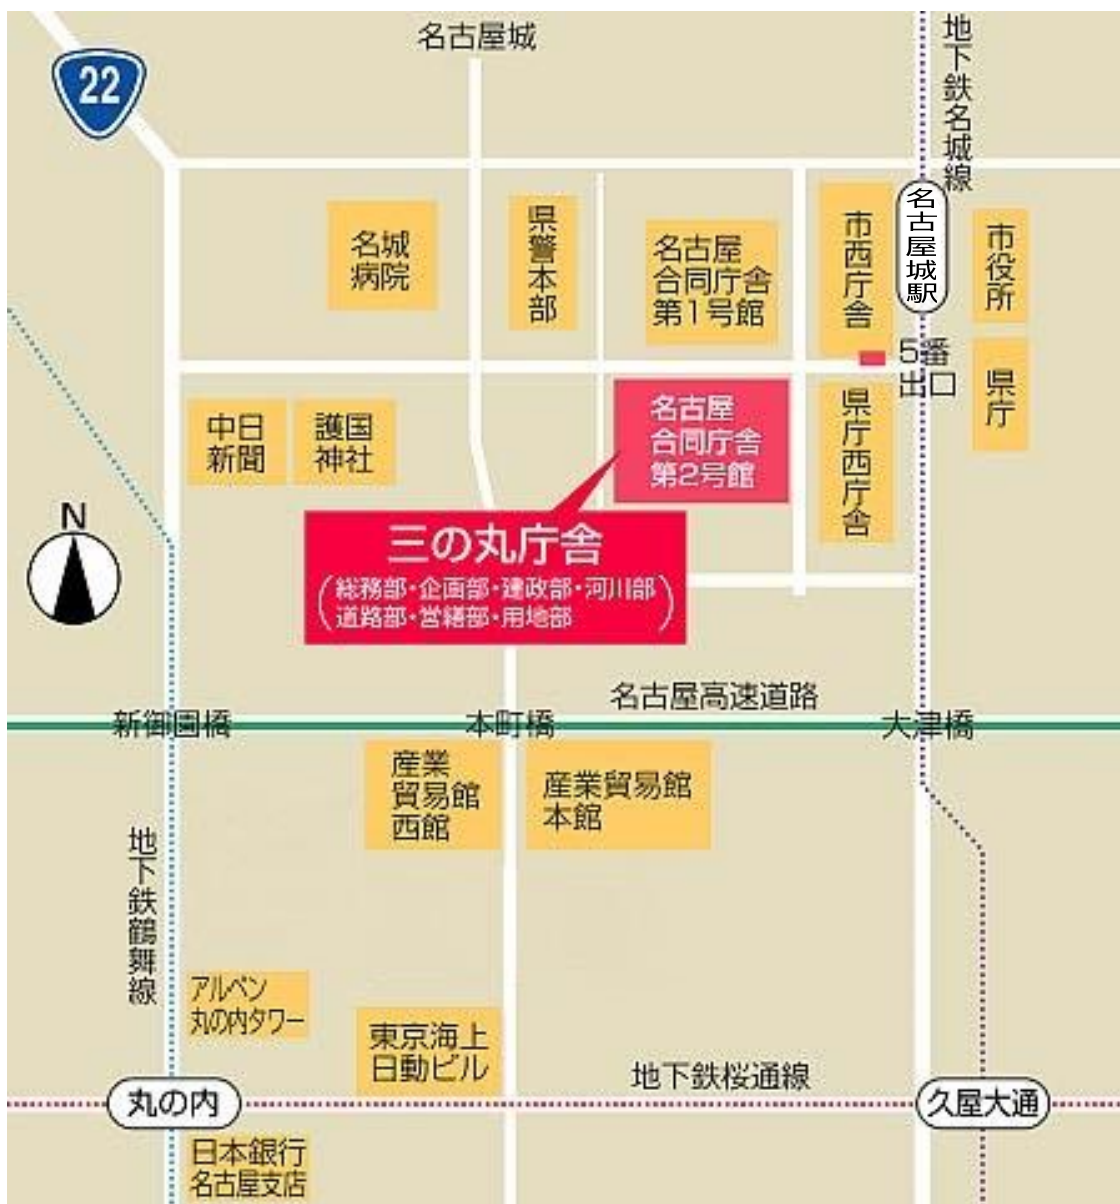 名古屋城
地下鉄名城線
22
名古屋城駅
名城
病院
県警本部
名古屋
合同庁舎
第1号館
市西庁舎
市役所
5番
出口
県庁
中日
新聞
護国
神社
名古屋
合同庁舎
第2号館
県庁西庁舎
N
三の丸庁舎
(総務部・企画部・建政部・河川部
道路部・営繕部・用地部)
名古屋高速道路
新御園橋
本町橋
大津橋
産業
貿易館
西館
産業貿易館
本館
地下鉄鶴舞線
アルペン
丸の内タワー
東京海上
日動ビル
地下鉄桜通線
丸の内
久屋大通
日本銀行
名古屋支店